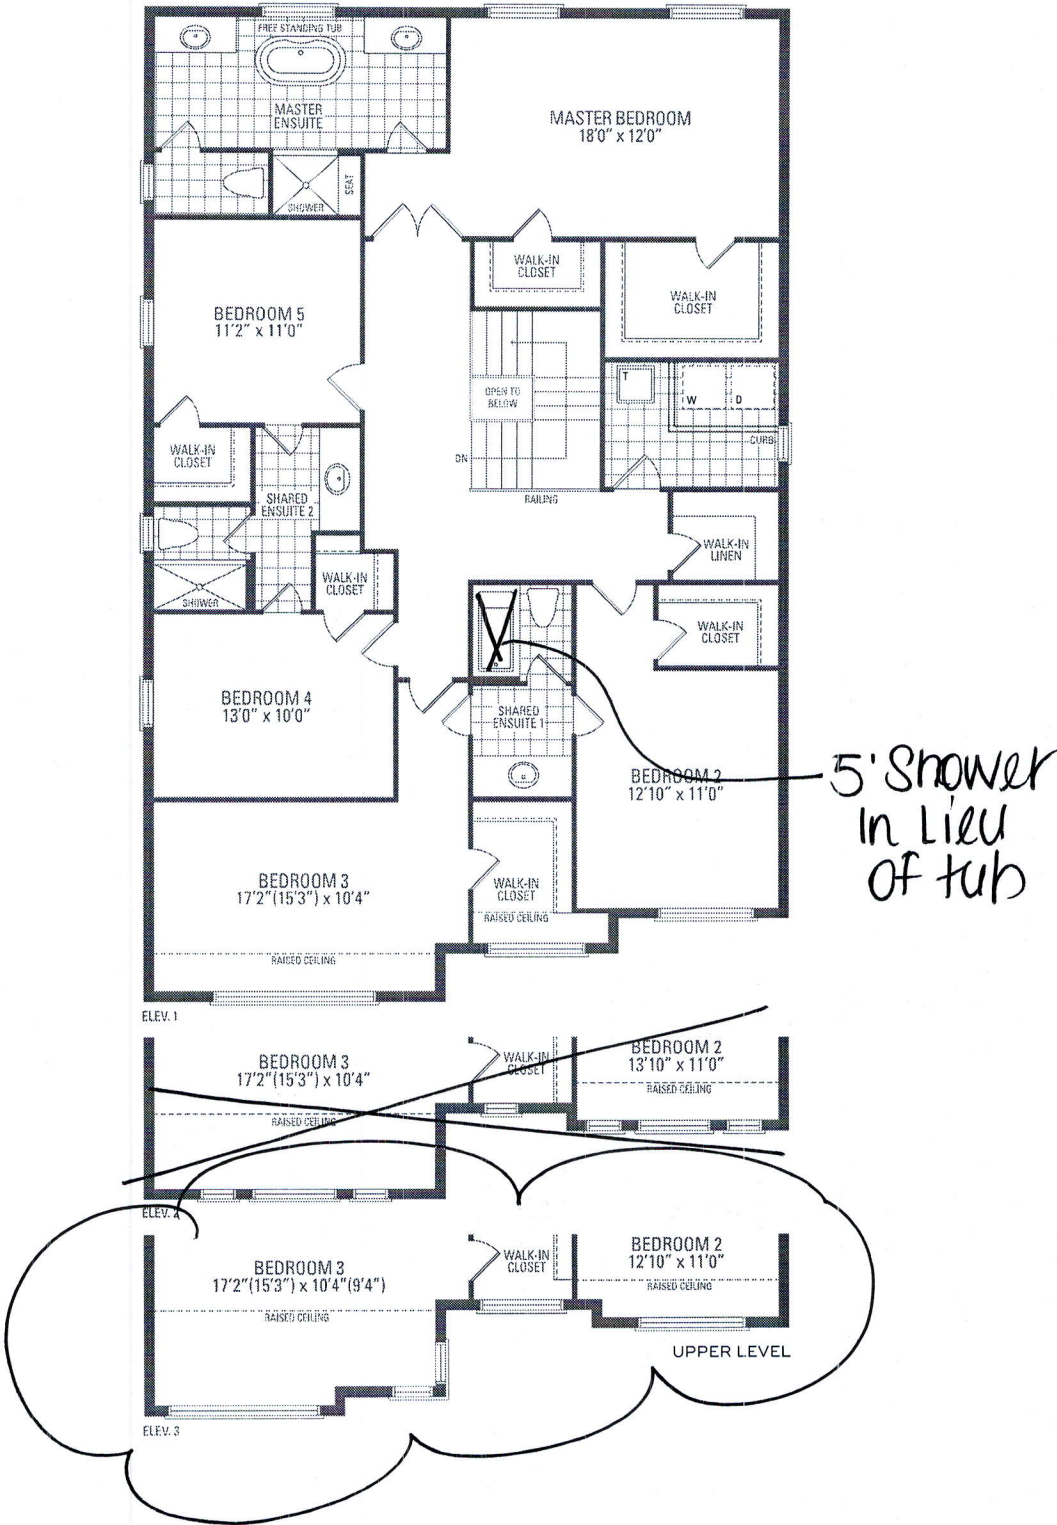 FREE STANDING TUB
MASTER
ENSUITE
MASTER BEDROOM
18'0" x 12'0"
SEAT
SHOWER
WALK-IN
CLOSET
WALK-IN
CLOSET
BEDROOM 5
11'2" x 11'0"
T
W
D
OPEN TO
BELOW
CURB
WALK-IN
CLOSET
DN
RAILING
SHARED
ENSUITE 2
WALK-IN
LINEN
WALK-IN
CLOSET
SHOWER
WALK-IN
CLOSET
BEDROOM 4
13'0" x 10'0"
SHARED
ENSUITE 1
BEDROOM 2
12'10" x 11'0"
5' Shower
In Lieu
OF tub
BEDROOM 3
17'2"(15'3") x 10'4"
WALK-IN
CLOSET
RAISED CEILING
RAISED CEILING
ELEV. 1
BEDROOM 3
17'2"(15'3") x 10'4"
WALK-IN
CLOSET
BEDROOM 2
13'10" x 11'0"
RAISED CEILING
RAISED CEILING
ELEV. 2
BEDROOM 3
17'2"(15'3") x 10'4"(9'4")
WALK-IN
CLOSET
BEDROOM 2
12'10" x 11'0"
RAISED CEILING
RAISED CEILING
UPPER LEVEL
ELEV. 3